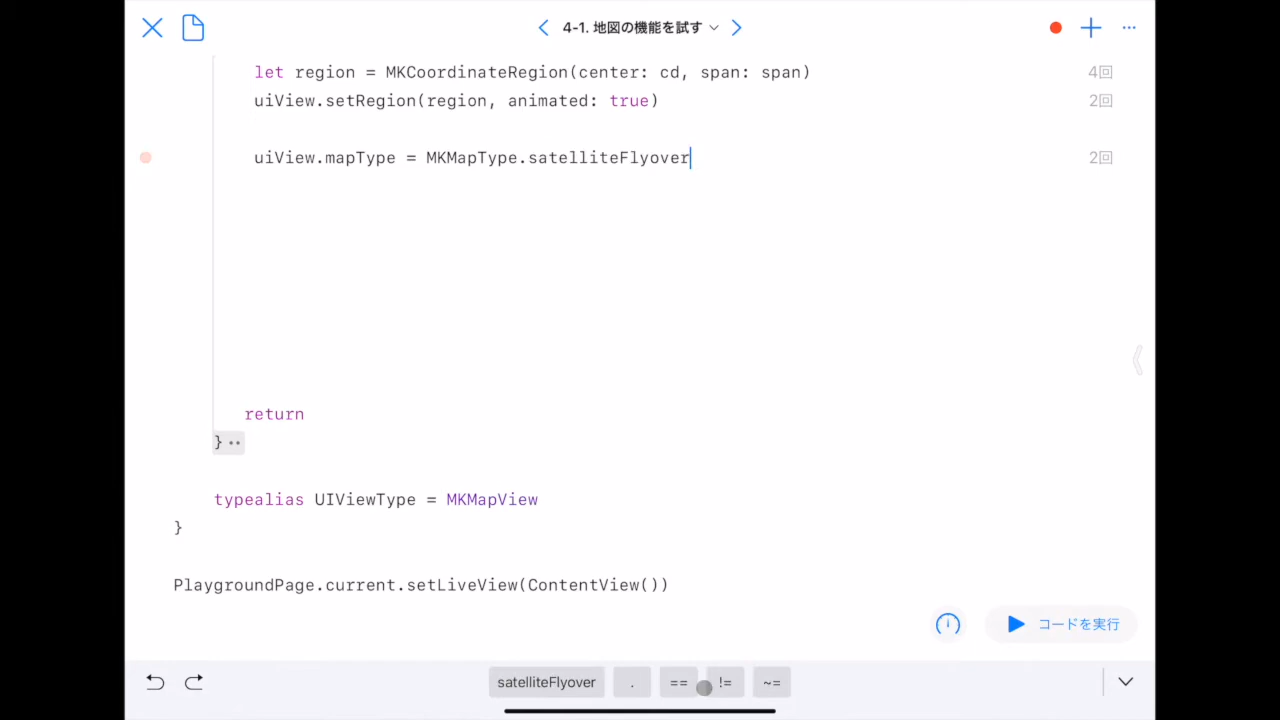 4-1. 地図の機能を試す
let region = MKCoordinateRegion(center: cd, span: span)
4回
uiView.setRegion(region, animated: true)
2回
uiView.mapType = MKMapType.satelliteFlyover
2回
return
}
typealias UIViewType = MKMapView
}
PlaygroundPage.current.setLiveView(ContentView())
コードを実行
satelliteFlyover . == != ~=